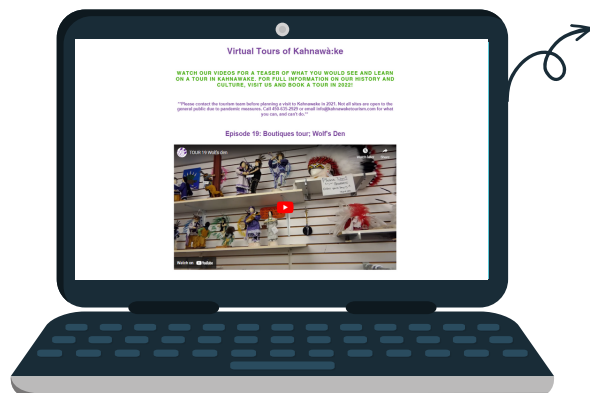 Virtual Tours of Kahnawà:ke
WATCH OUR VIDEOS FOR A TEASER OF WHAT YOU WOULD SEE AND LEARN
ON A TOUR IN KAHNAWAKE. FOR FULL INFORMATION ON OUR HISTORY AND
CULTURE, VISIT US AND BOOK A TOUR IN 2022!
**Please contact the tourism team before planning a visit to Kahnawake in 2021. Not all sites are open to the
general public due to pandemic measures. Call 450-635-2929 or email info@kahnawaketourism.com for what
you can, and can't do.**
Episode 19: Boutiques tour; Wolf's Den
TOUR 19 Wolf's den
Watch on YouTube